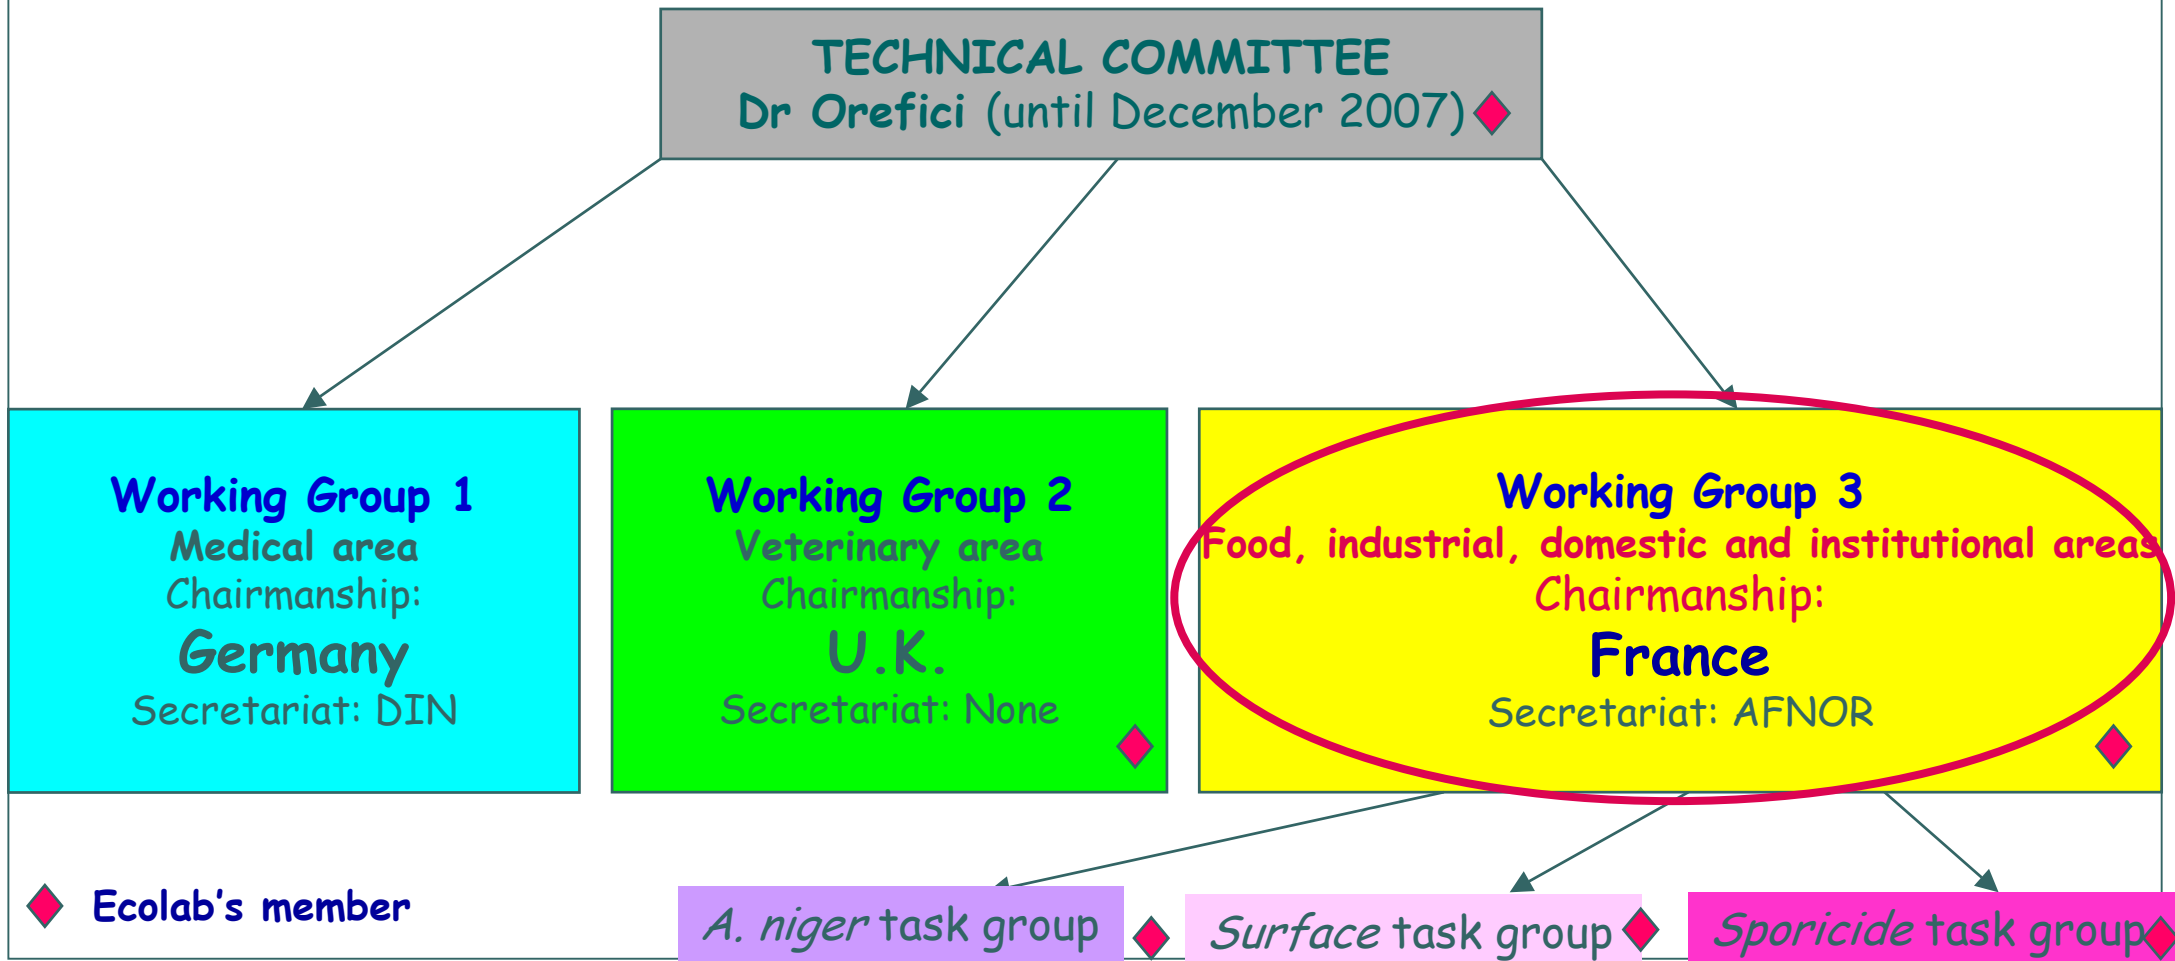 TECHNICAL COMMITTEE
Dr Orefici (until December 2007)
Working Group 1
Medical area
Chairmanship:
Germany
Secretariat: DIN
Working Group 2
Veterinary area
Chairmanship:
U.K.
Secretariat: None
Working Group 3
Food, industrial, domestic and institutional areas
Chairmanship:
France
Secretariat: AFNOR
Ecolab's member
A. niger task group
Surface task group
Sporicide task group